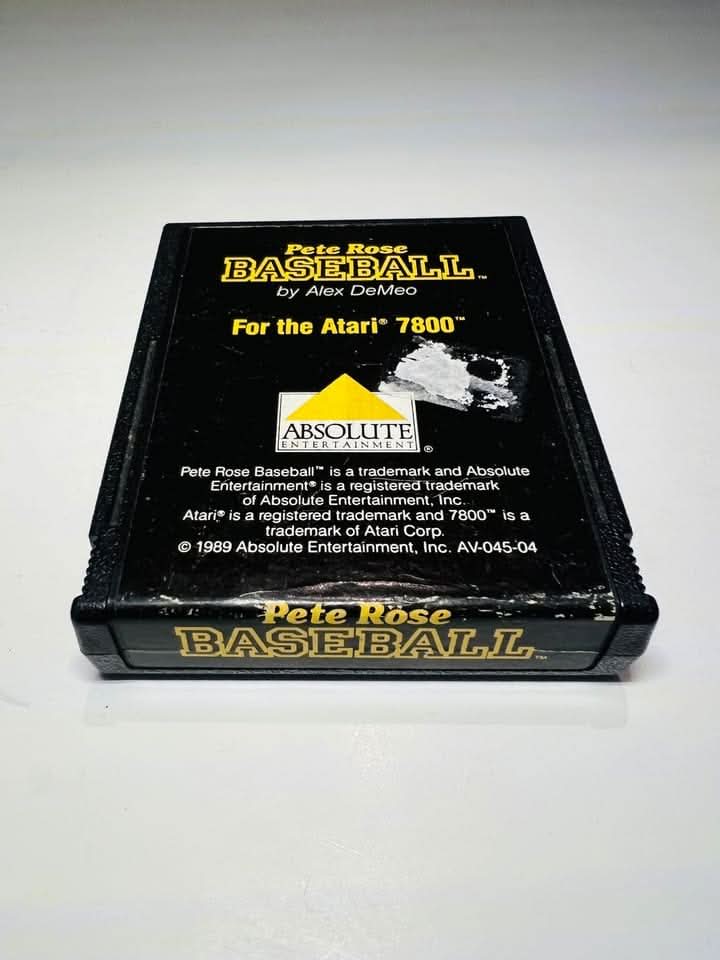 Pete Rose
BASEBALL™
by Alex DeMeo
For the Atari® 7800™
ABSOLUTE
ENTERTAINMENT®
Pete Rose Baseball™ is a trademark and Absolute
Entertainment® is a registered trademark
of Absolute Entertainment, Inc.
Atari® is a registered trademark and 7800™ is a
trademark of Atari Corp.
© 1989 Absolute Entertainment, Inc. AV-045-04
Pete Rose
BASEBALL™